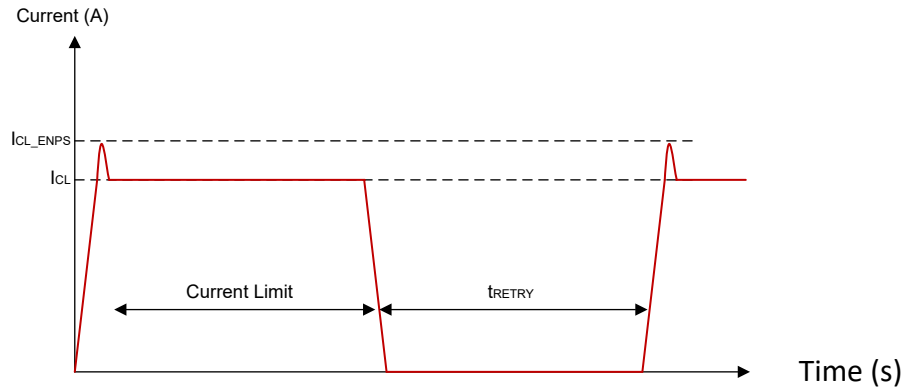 Current (A)
ICL_ENPS
ICL
Current Limit
tRETRY
Time (s)